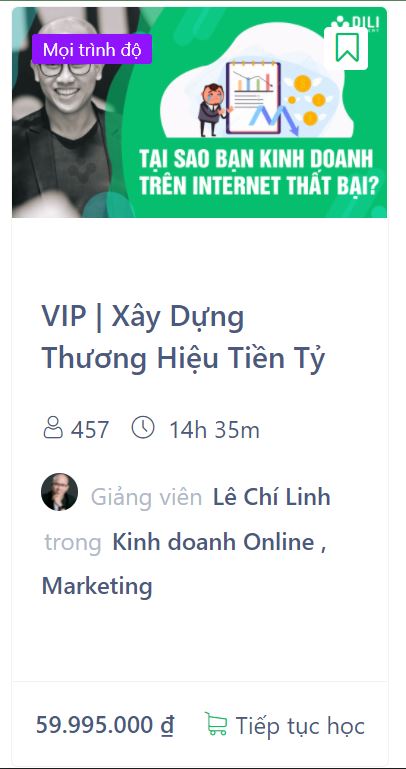 DILI
Mọi trình độ
TẠI SAO BẠN KINH DOANH
TRÊN INTERNET THẤT BẠI?
VIP | Xây Dựng
Thương Hiệu Tiền Tỷ
457 14h 35m
Giảng viên Lê Chí Linh
trong Kinh doanh Online ,
Marketing
59.995.000 ₫ Tiếp tục học